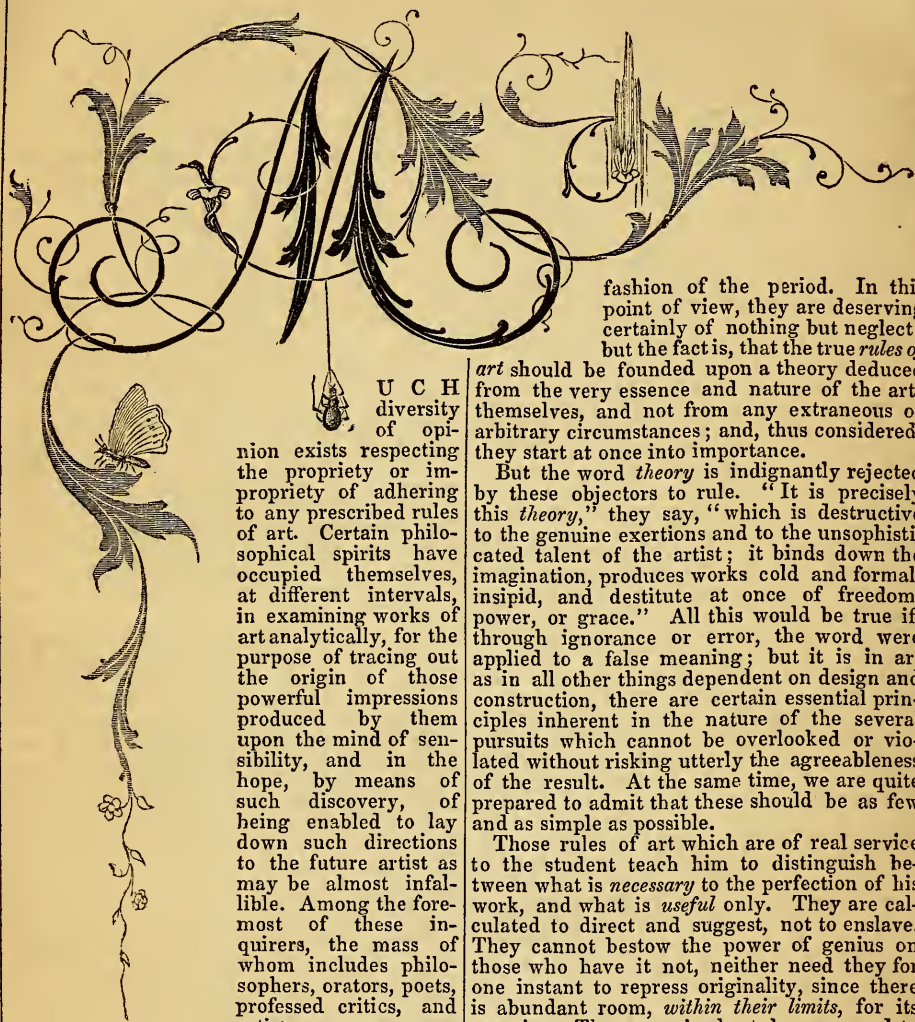 MUCH
diversity
of opi-
nion exists respecting
the propriety or im-
propriety of adhering
to any prescribed rules
of art. Certain philo-
sophical spirits have
occupied themselves,
at different intervals,
in examining works of
art analytically, for the
purpose of tracing out
the origin of those
powerful impressions
produced by them
upon the mind of sen-
sibility, and in the
hope, by means of
such discovery, of
being enabled to lay
down such directions
to the future artist as
may be almost infal-
lible. Among the fore-
most of these in-
quirers, the mass of
whom includes philo-
sophers, orators, poets,
professed critics, and
fashion of the period. In thi
point of view, they are deserving
certainly of nothing but neglect
but the fact is, that the true rules o
art should be founded upon a theory deduced
from the very essence and nature of the art
themselves, and not from any extraneous o
arbitrary circumstances; and, thus considered
they start at once into importance.
But the word theory is indignantly rejected
by these objectors to rule. "It is precisely
this theory," they say, "which is destructive
to the genuine exertions and to the unsophisti
cated talent of the artist; it binds down the
imagination, produces works cold and formal
insipid, and destitute at once of freedom
power, or grace." All this would be true if
through ignorance or error, the word were
applied to a false meaning; but it is in ar
as in all other things dependent on design and
construction, there are certain essential prin-
ciples inherent in the nature of the severa
pursuits which cannot be overlooked or vio-
lated without risking utterly the agreeableness
of the result. At the same time, we are quite
prepared to admit that these should be as few
and as simple as possible.
Those rules of art which are of real service
to the student teach him to distinguish be-
tween what is necessary to the perfection of his
work, and what is useful only. They are cal-
culated to direct and suggest, not to enslave.
They cannot bestow the power of genius on
those who have it not, neither need they for
one instant to repress originality, since there
is abundant room, within their limits, for its